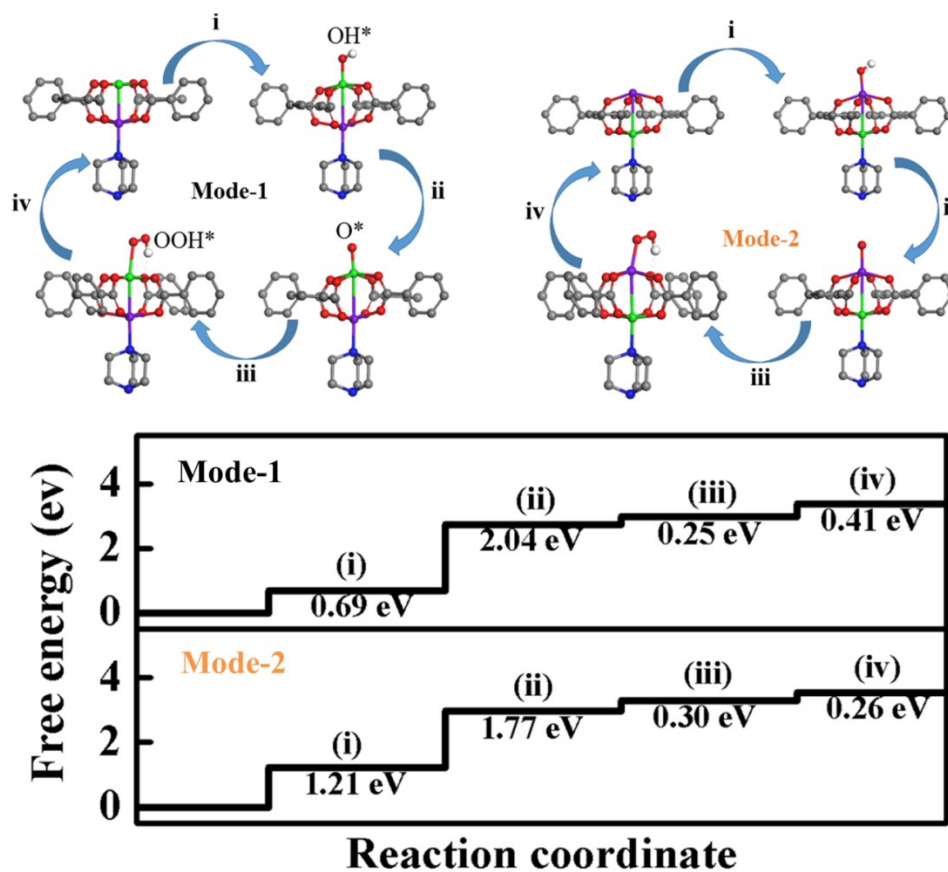 i
OH*
i
iv
Mode-1
ii
iv
i
OOH*
O*
Mode-2
iii
iii
Free energy (ev)
4
2
0
Mode-1
(i)
0.69 eV
(ii)
2.04 eV
(iii)
0.25 eV
(iv)
0.41 eV
4
2
0
Mode-2
(i)
1.21 eV
(ii)
1.77 eV
(iii)
0.30 eV
(iv)
0.26 eV
Reaction coordinate